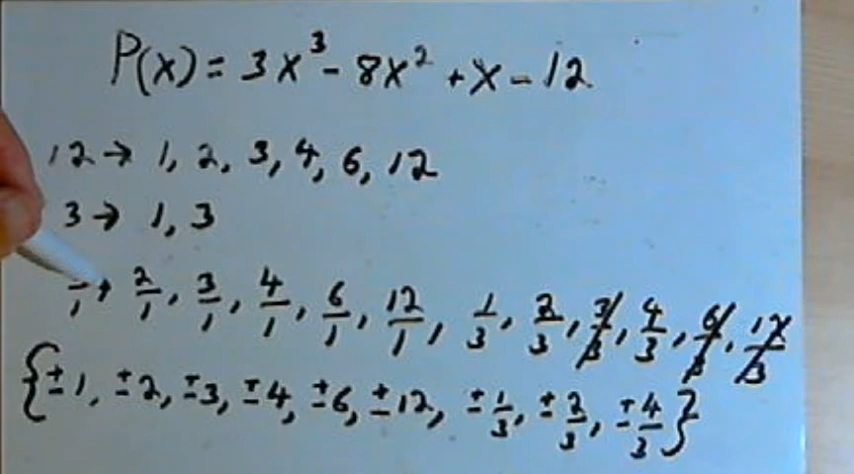 P(x) = 3x³ - 8x² + x - 12
12 → 1, 2, 3, 4, 6, 12
3 → 1, 3
1/1, 2/1, 3/1, 4/1, 6/1, 12/1, 1/3, 2/3, 3/3, 4/3, 6/3, 12/3
{±1, ±2, ±3, ±4, ±6, ±12, ±1/3, ±2/3, ±4/3}